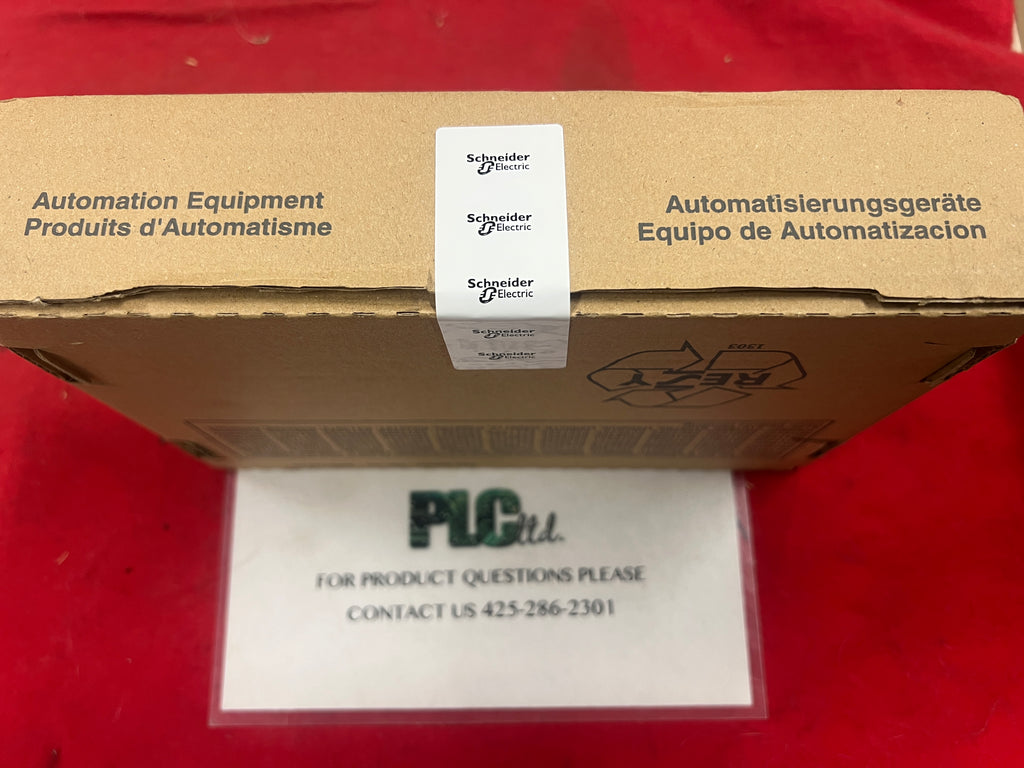 Automation Equipment
Produits d'Automatisme
Schneider
Electric
Schneider
Electric
Schneider
Electric
Schneider
Electric
Schneider
Electric
Automatisierungsgeräte
Equipo de Automatizacion
RESY
1303
PLC ltd.
FOR PRODUCT QUESTIONS PLEASE
CONTACT US 425-286-2301